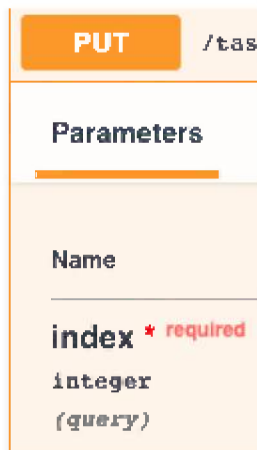 PUT /tas
Parameters
Name
index * required
integer
(query)